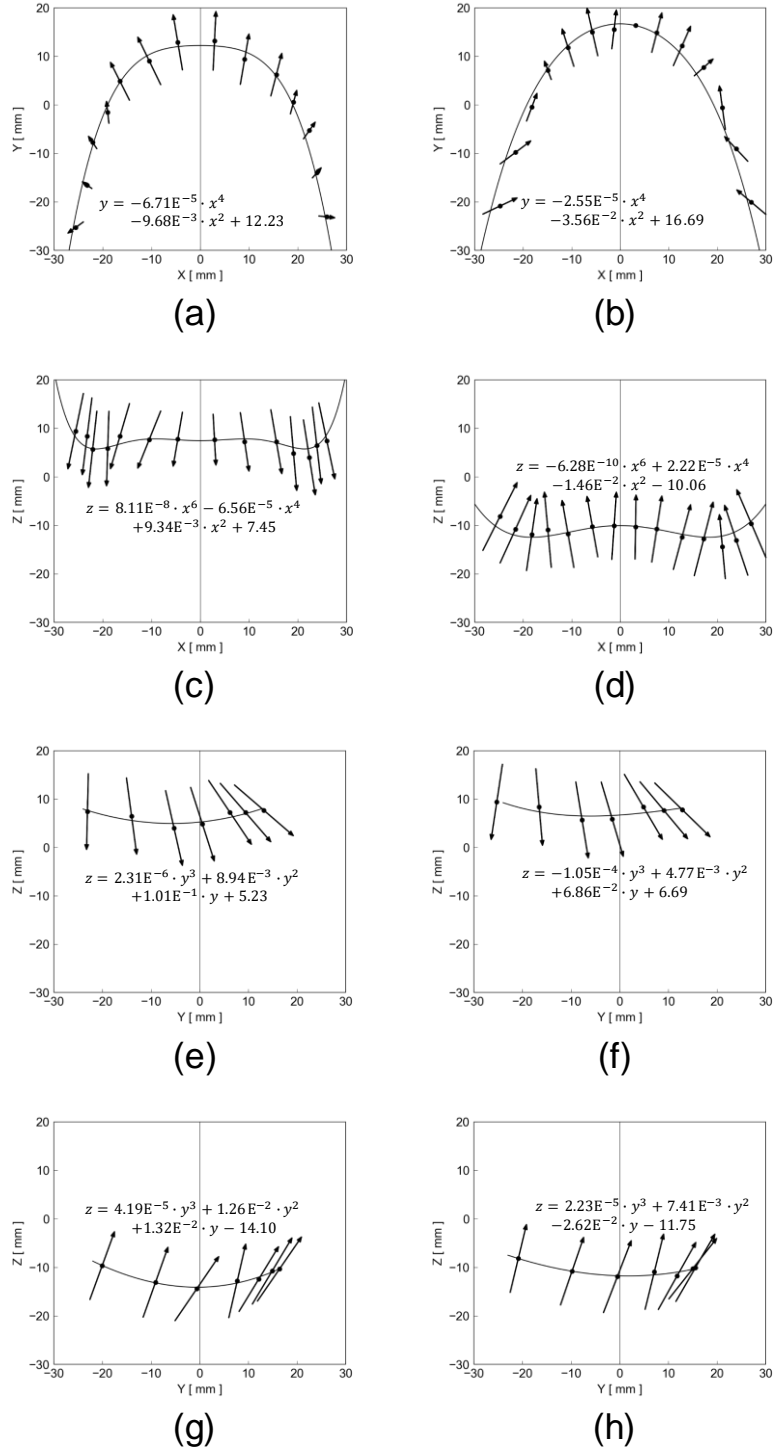 20
10
0
−10
−20
−30
Y [ mm ]
y = −6.71E⁻⁵ · x⁴
−9.68E⁻³ · x² + 12.23
−30 −20 −10 0 10 20 30
X [ mm ]
(a)
20
10
0
−10
−20
−30
Y [ mm ]
y = −2.55E⁻⁵ · x⁴
−3.56E⁻² · x² + 16.69
−30 −20 −10 0 10 20 30
X [ mm ]
(b)
20
10
0
−10
−20
−30
Z [ mm ]
z = 8.11E⁻⁸ · x⁶ − 6.56E⁻⁵ · x⁴
+9.34E⁻³ · x² + 7.45
−30 −20 −10 0 10 20 30
X [ mm ]
(c)
20
10
0
−10
−20
−30
Z [ mm ]
z = −6.28E⁻¹⁰ · x⁶ + 2.22E⁻⁵ · x⁴
−1.46E⁻² · x² − 10.06
−30 −20 −10 0 10 20 30
X [ mm ]
(d)
20
10
0
−10
−20
−30
Z [ mm ]
z = 2.31E⁻⁶ · y³ + 8.94E⁻³ · y²
+1.01E⁻¹ · y + 5.23
−30 −20 −10 0 10 20 30
Y [ mm ]
(e)
20
10
0
−10
−20
−30
Z [ mm ]
z = −1.05E⁻⁴ · y³ + 4.77E⁻³ · y²
+6.86E⁻² · y + 6.69
−30 −20 −10 0 10 20 30
Y [ mm ]
(f)
20
10
0
−10
−20
−30
Z [ mm ]
z = 4.19E⁻⁵ · y³ + 1.26E⁻² · y²
+1.32E⁻² · y − 14.10
−30 −20 −10 0 10 20 30
Y [ mm ]
(g)
20
10
0
−10
−20
−30
Z [ mm ]
z = 2.23E⁻⁵ · y³ + 7.41E⁻³ · y²
−2.62E⁻² · y − 11.75
−30 −20 −10 0 10 20 30
Y [ mm ]
(h)